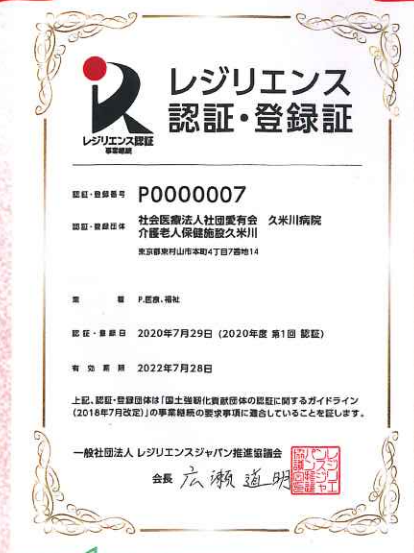 レジリエンス
認証・登録証
レジリエンス認証
事業継続
認証・登録番号 P0000007
認証・登録団体 社会医療法人社団愛有会 久米川病院
介護老人保健施設久米川
東京都東村山市本町4丁目7番地14
業種 P.医療、福祉
認証・登録日 2020年7月29日 (2020年度 第1回 認証)
有効期限 2022年7月28日
上記、認証・登録団体は「国土強靱化貢献団体の認証に関するガイドライン
(2018年7月改定)」の事業継続の要求事項に適合していることを証します。
一般社団法人 レジリエンスジャパン推進協議会
会長 広瀬道明